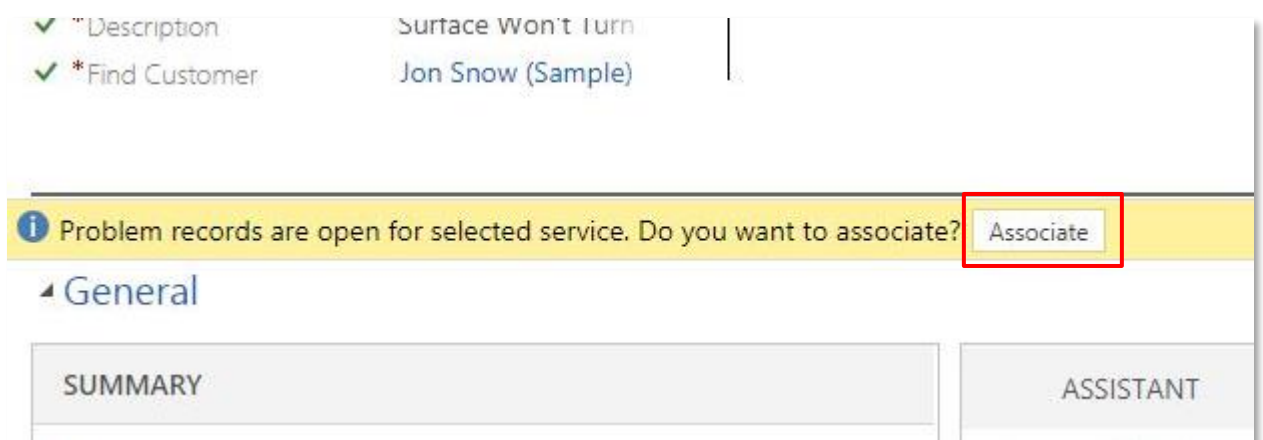 *Description Surface Won't Turn
*Find Customer Jon Snow (Sample)
Problem records are open for selected service. Do you want to associate? Associate
General
SUMMARY ASSISTANT